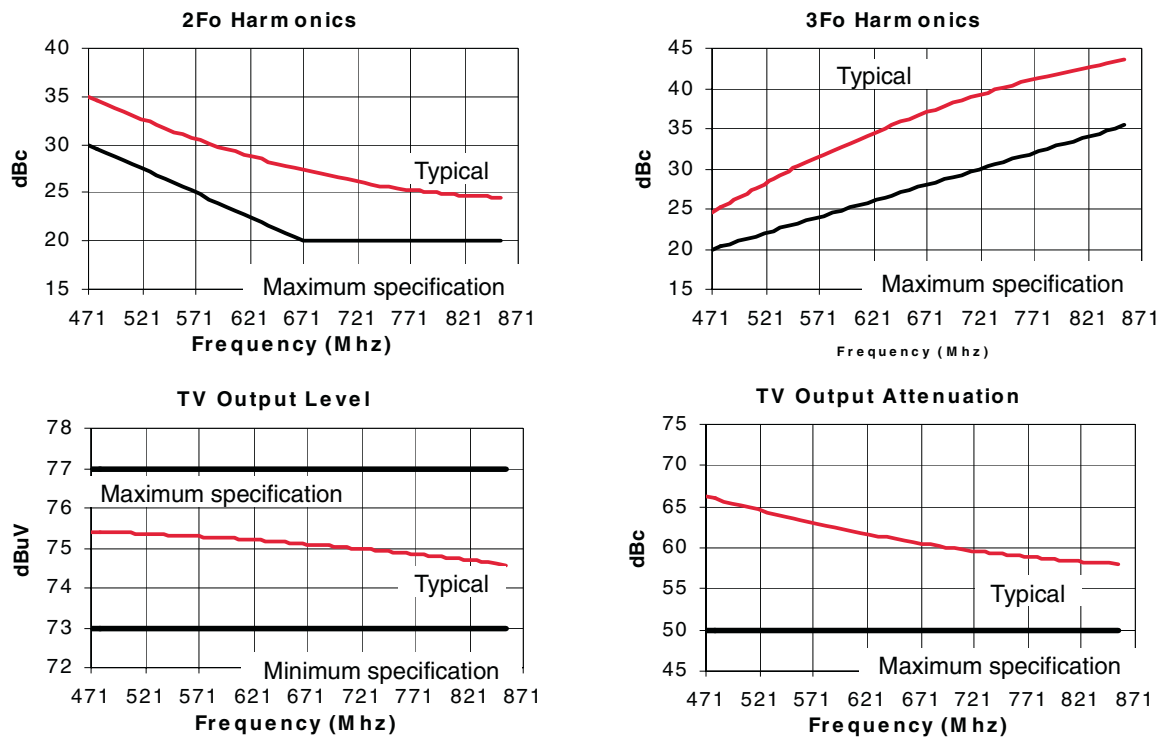 2Fo Harmonics
40
35
30
25
20
15
dBc
Typical
Maximum specification
471 521 571 621 671 721 771 821 871
Frequency (Mhz)
3Fo Harmonics
45
40
35
30
25
20
15
dBc
Typical
Maximum specification
471 521 571 621 671 721 771 821 871
Frequency (Mhz)
TV Output Level
78
77
76
75
74
73
72
dBuV
Maximum specification
Typical
Minimum specification
471 521 571 621 671 721 771 821 871
Frequency (Mhz)
TV Output Attenuation
75
70
65
60
55
50
45
dBc
Typical
Maximum specification
471 521 571 621 671 721 771 821 871
Frequency (Mhz)